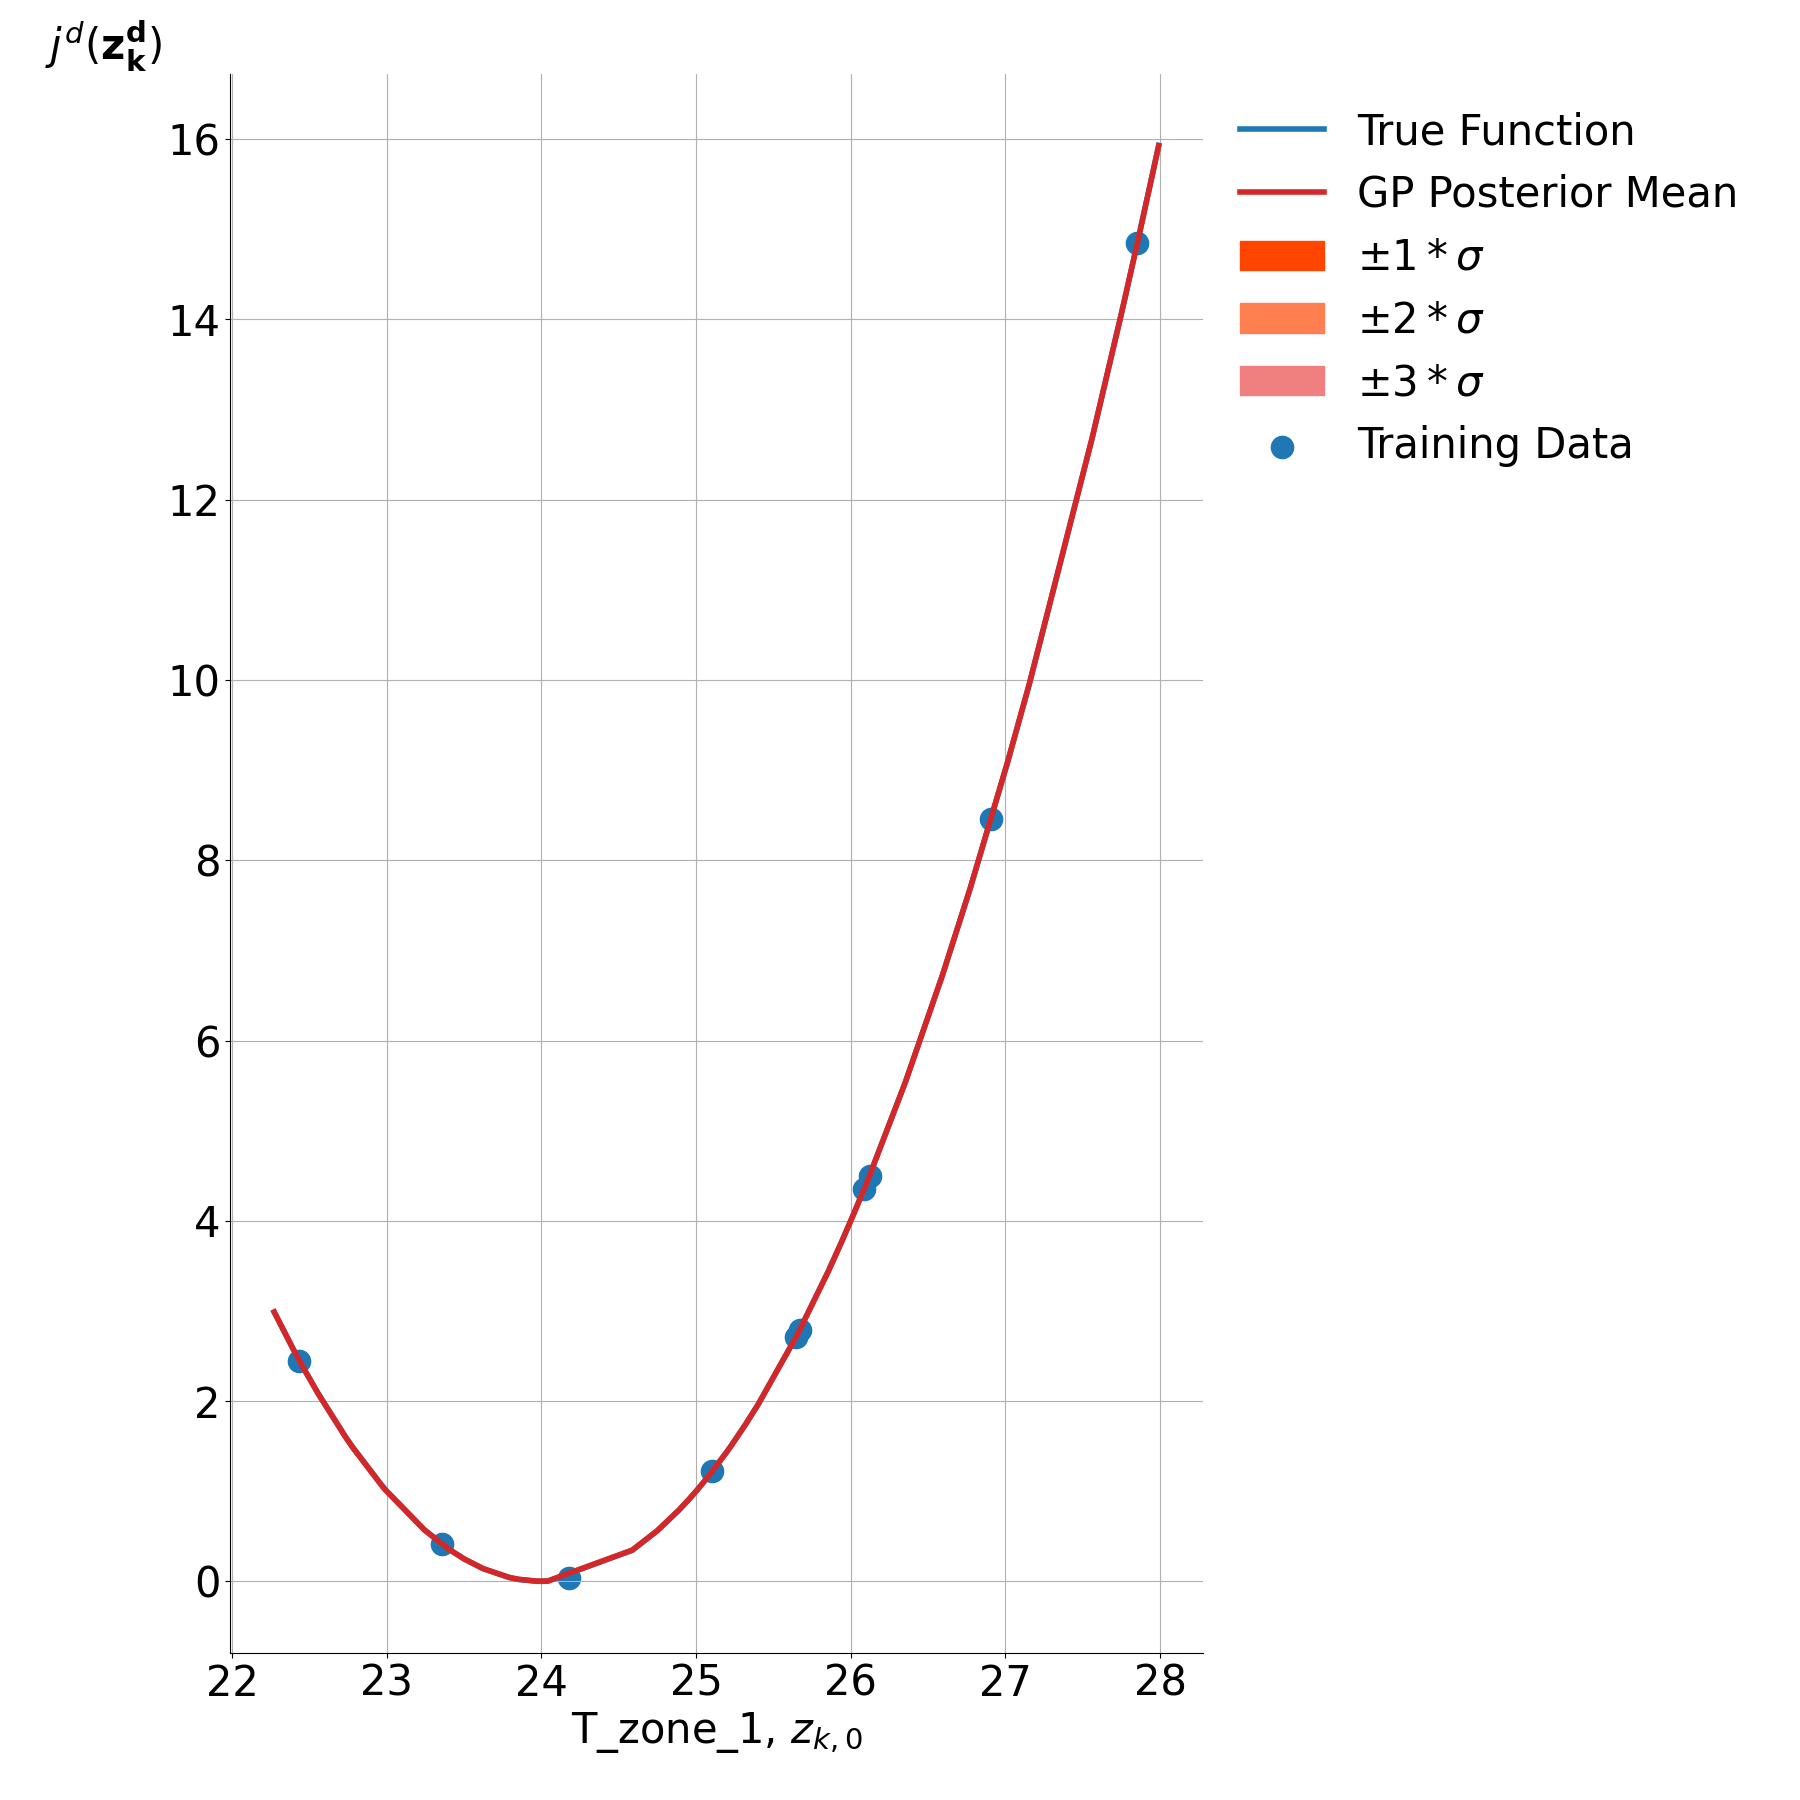 j^d(z_k^d)
16
14
12
10
8
6
4
2
0
22 23 24 25 26 27 28
T_zone_1, z_{k,0}
True Function
GP Posterior Mean
±1 * σ
±2 * σ
±3 * σ
Training Data